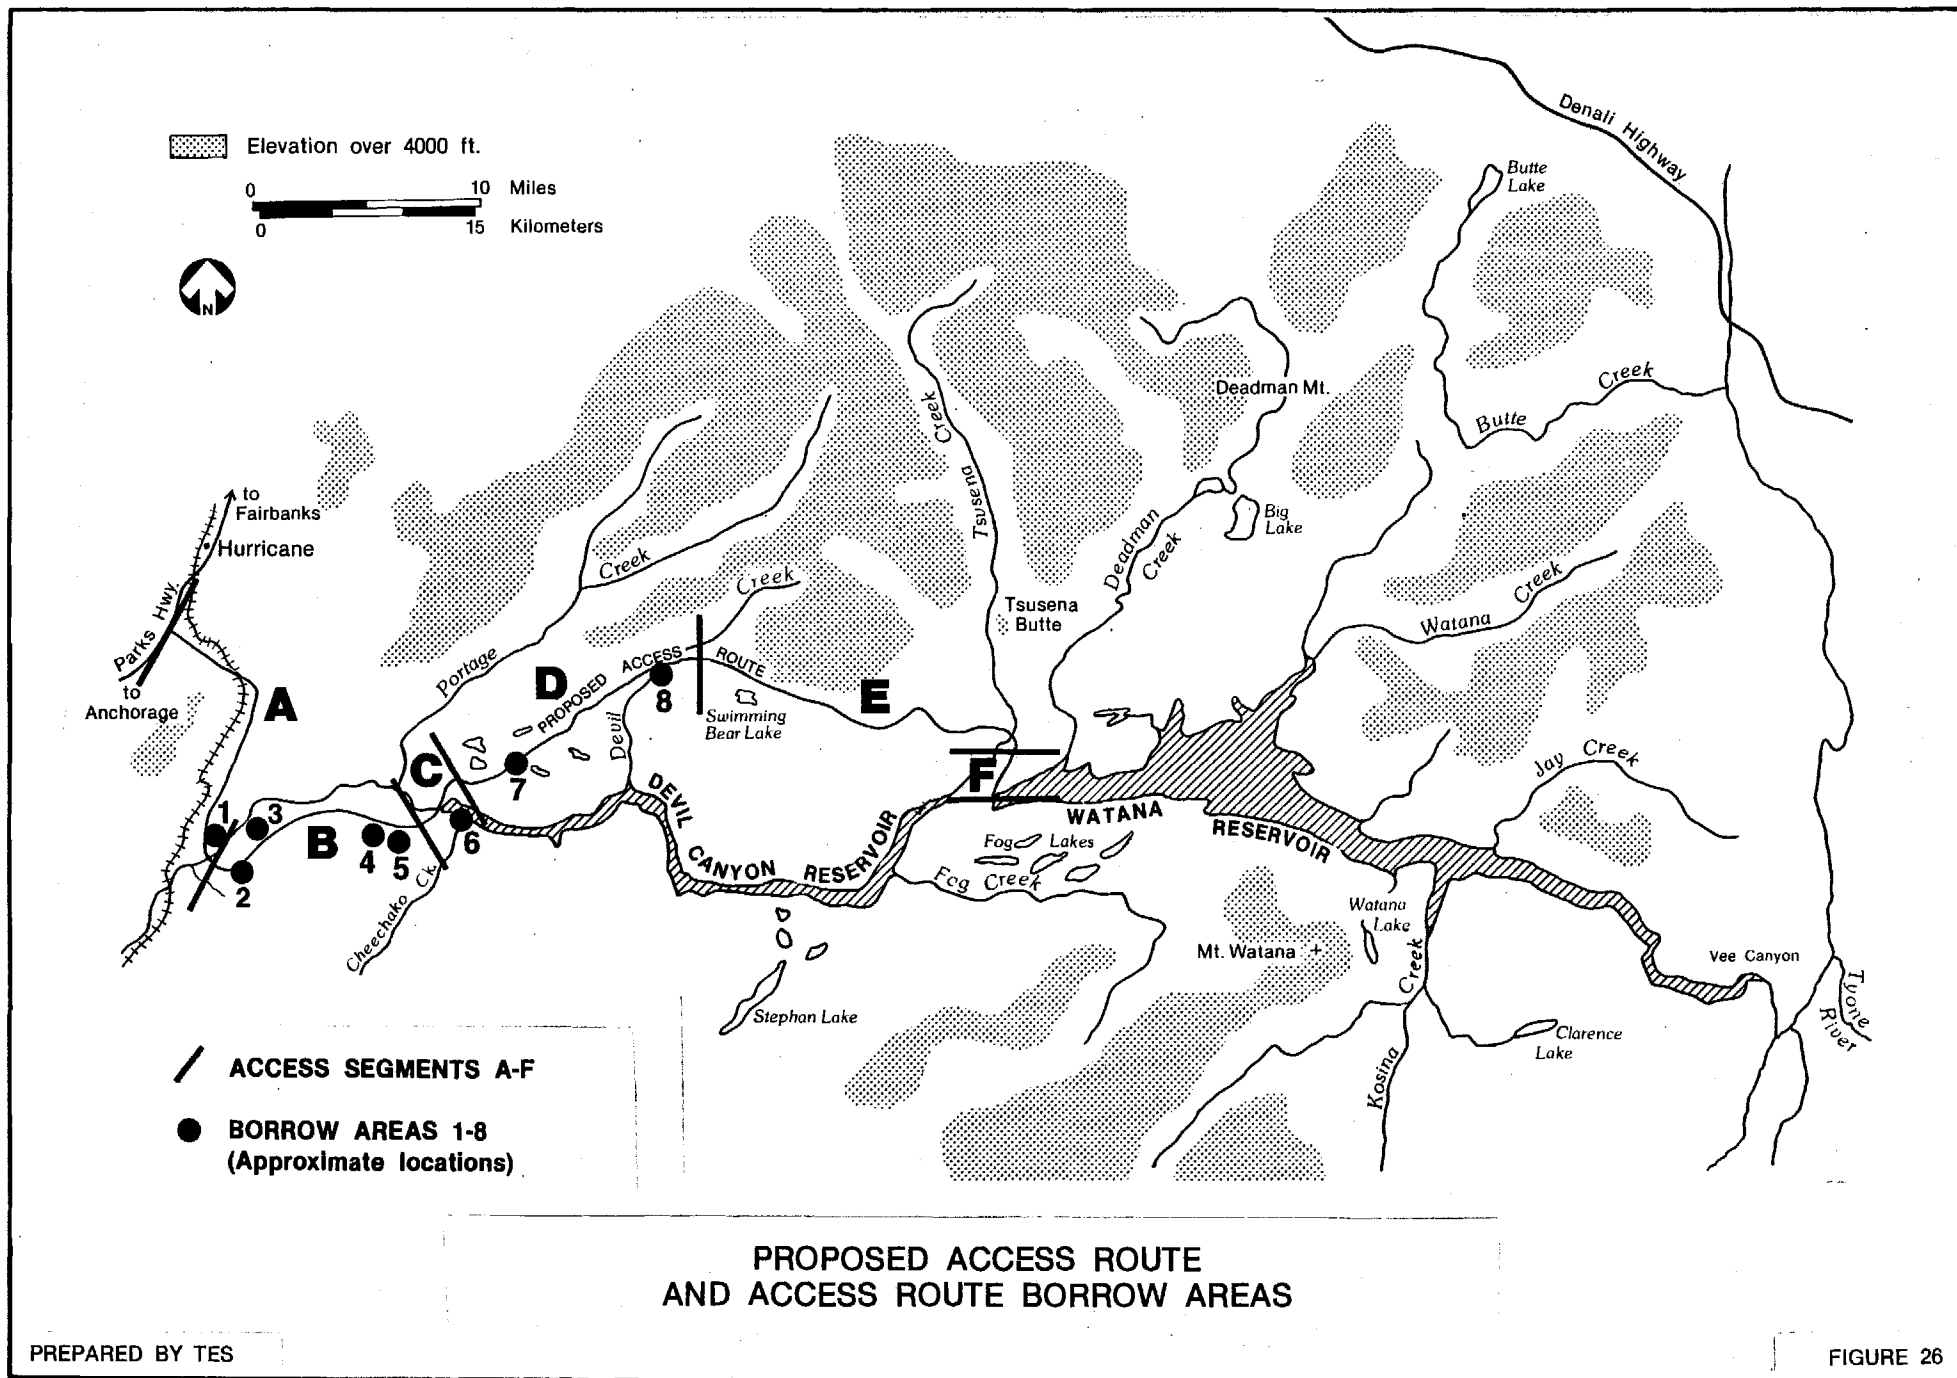 Denali Highway
Elevation over 4000 ft.
0 10 Miles
0 15 Kilometers
N
Butte
Lake
Deadman Mt.
Creek
Butte
Tsusena Creek
to
Fairbanks
Hurricane
Big
Lake
Deadman
Creek
Creek
Creek
Watana Creek
Parks Hwy.
Tsusena
Butte
to
Anchorage
A
Portage
D
PROPOSED ACCESS ROUTE
8
E
Swimming
Bear Lake
Devil
C
7
F
Jay Creek
1
3
B
4
5
6
2
DEVIL
CANYON RESERVOIR
WATANA
RESERVOIR
Fog Lakes
Fog Creek
Cheechako Ck.
Watana
Lake
Mt. Watana +
Creek
Vee Canyon
Stephan Lake
Tyone
River
Clarence
Lake
Kosina
ACCESS SEGMENTS A-F
BORROW AREAS 1-8
(Approximate locations)
PROPOSED ACCESS ROUTE
AND ACCESS ROUTE BORROW AREAS
PREPARED BY TES
FIGURE 26